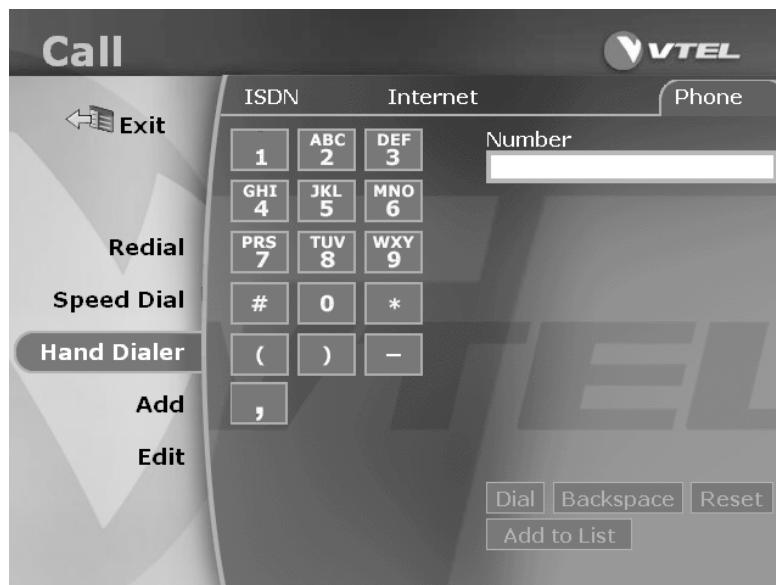 Call
VTEL
ISDN Internet Phone
Exit
Redial
Speed Dial
Hand Dialer
Add
Edit
1 ABC 2 DEF 3
GHI 4 JKL 5 MNO 6
PRS 7 TUV 8 WXY 9
# 0 *
( ) –
,
Number
Dial Backspace Reset
Add to List
VTEL